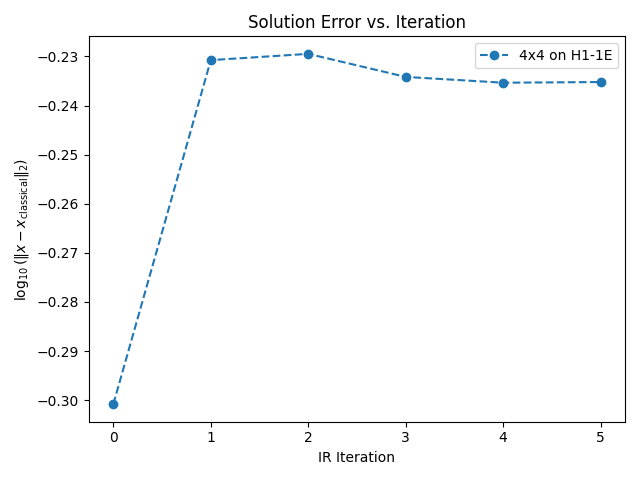 Solution Error vs. Iteration
4x4 on H1-1E
−0.23
−0.24
−0.25
−0.26
−0.27
−0.28
−0.29
−0.30
log₁₀(‖x − x_classical‖₂)
0 1 2 3 4 5
IR Iteration